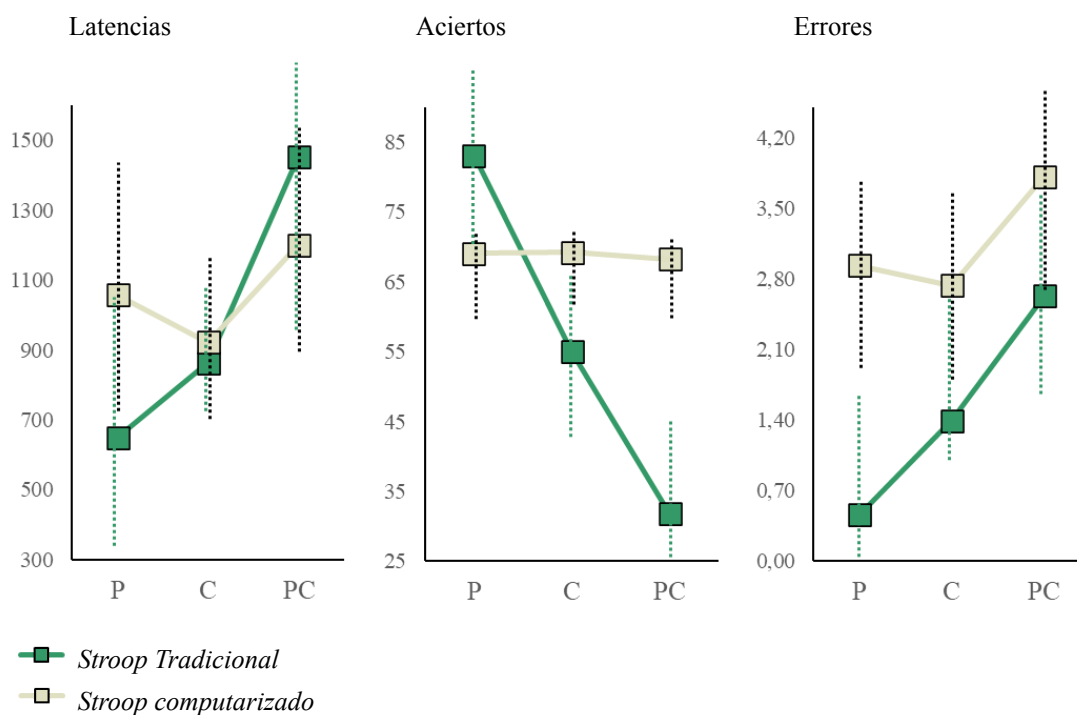 Latencias
Aciertos
Errores
1500
1300
1100
900
700
500
300
P C PC
85
75
65
55
45
35
25
P C PC
4,20
3,50
2,80
2,10
1,40
0,70
0,00
P C PC
Stroop Tradicional
Stroop computarizado